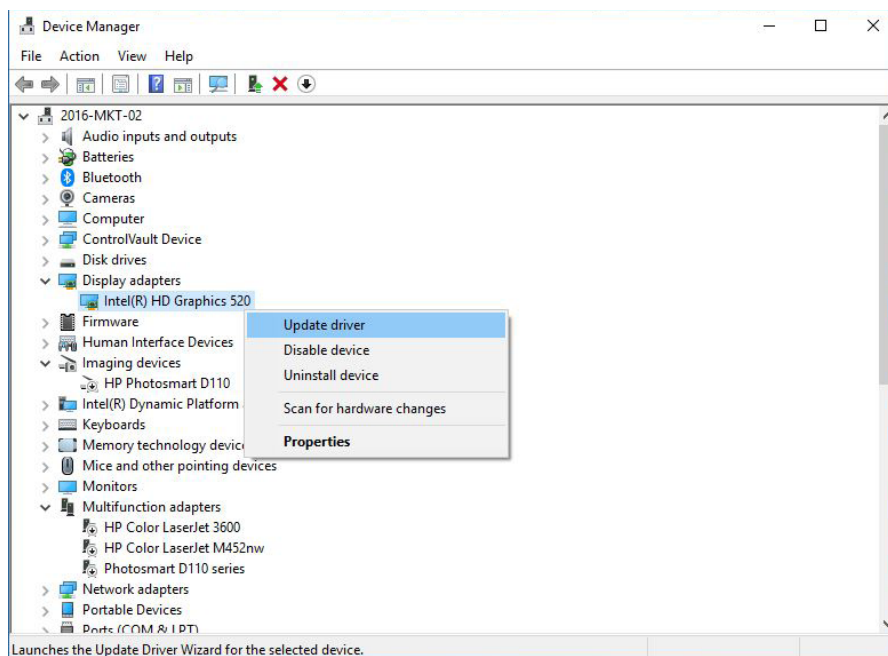 Device Manager
File Action View Help
2016-MKT-02
Audio inputs and outputs
Batteries
Bluetooth
Cameras
Computer
ControlVault Device
Disk drives
Display adapters
Intel(R) HD Graphics 520
Firmware
Update driver
Human Interface Devices
Disable device
Imaging devices
Uninstall device
HP Photosmart D110
Intel(R) Dynamic Platform
Scan for hardware changes
Keyboards
Memory technology devic
Properties
Mice and other pointing devices
Monitors
Multifunction adapters
HP Color LaserJet 3600
HP Color LaserJet M452nw
Photosmart D110 series
Network adapters
Portable Devices
Ports (COM & LPT)
Launches the Update Driver Wizard for the selected device.